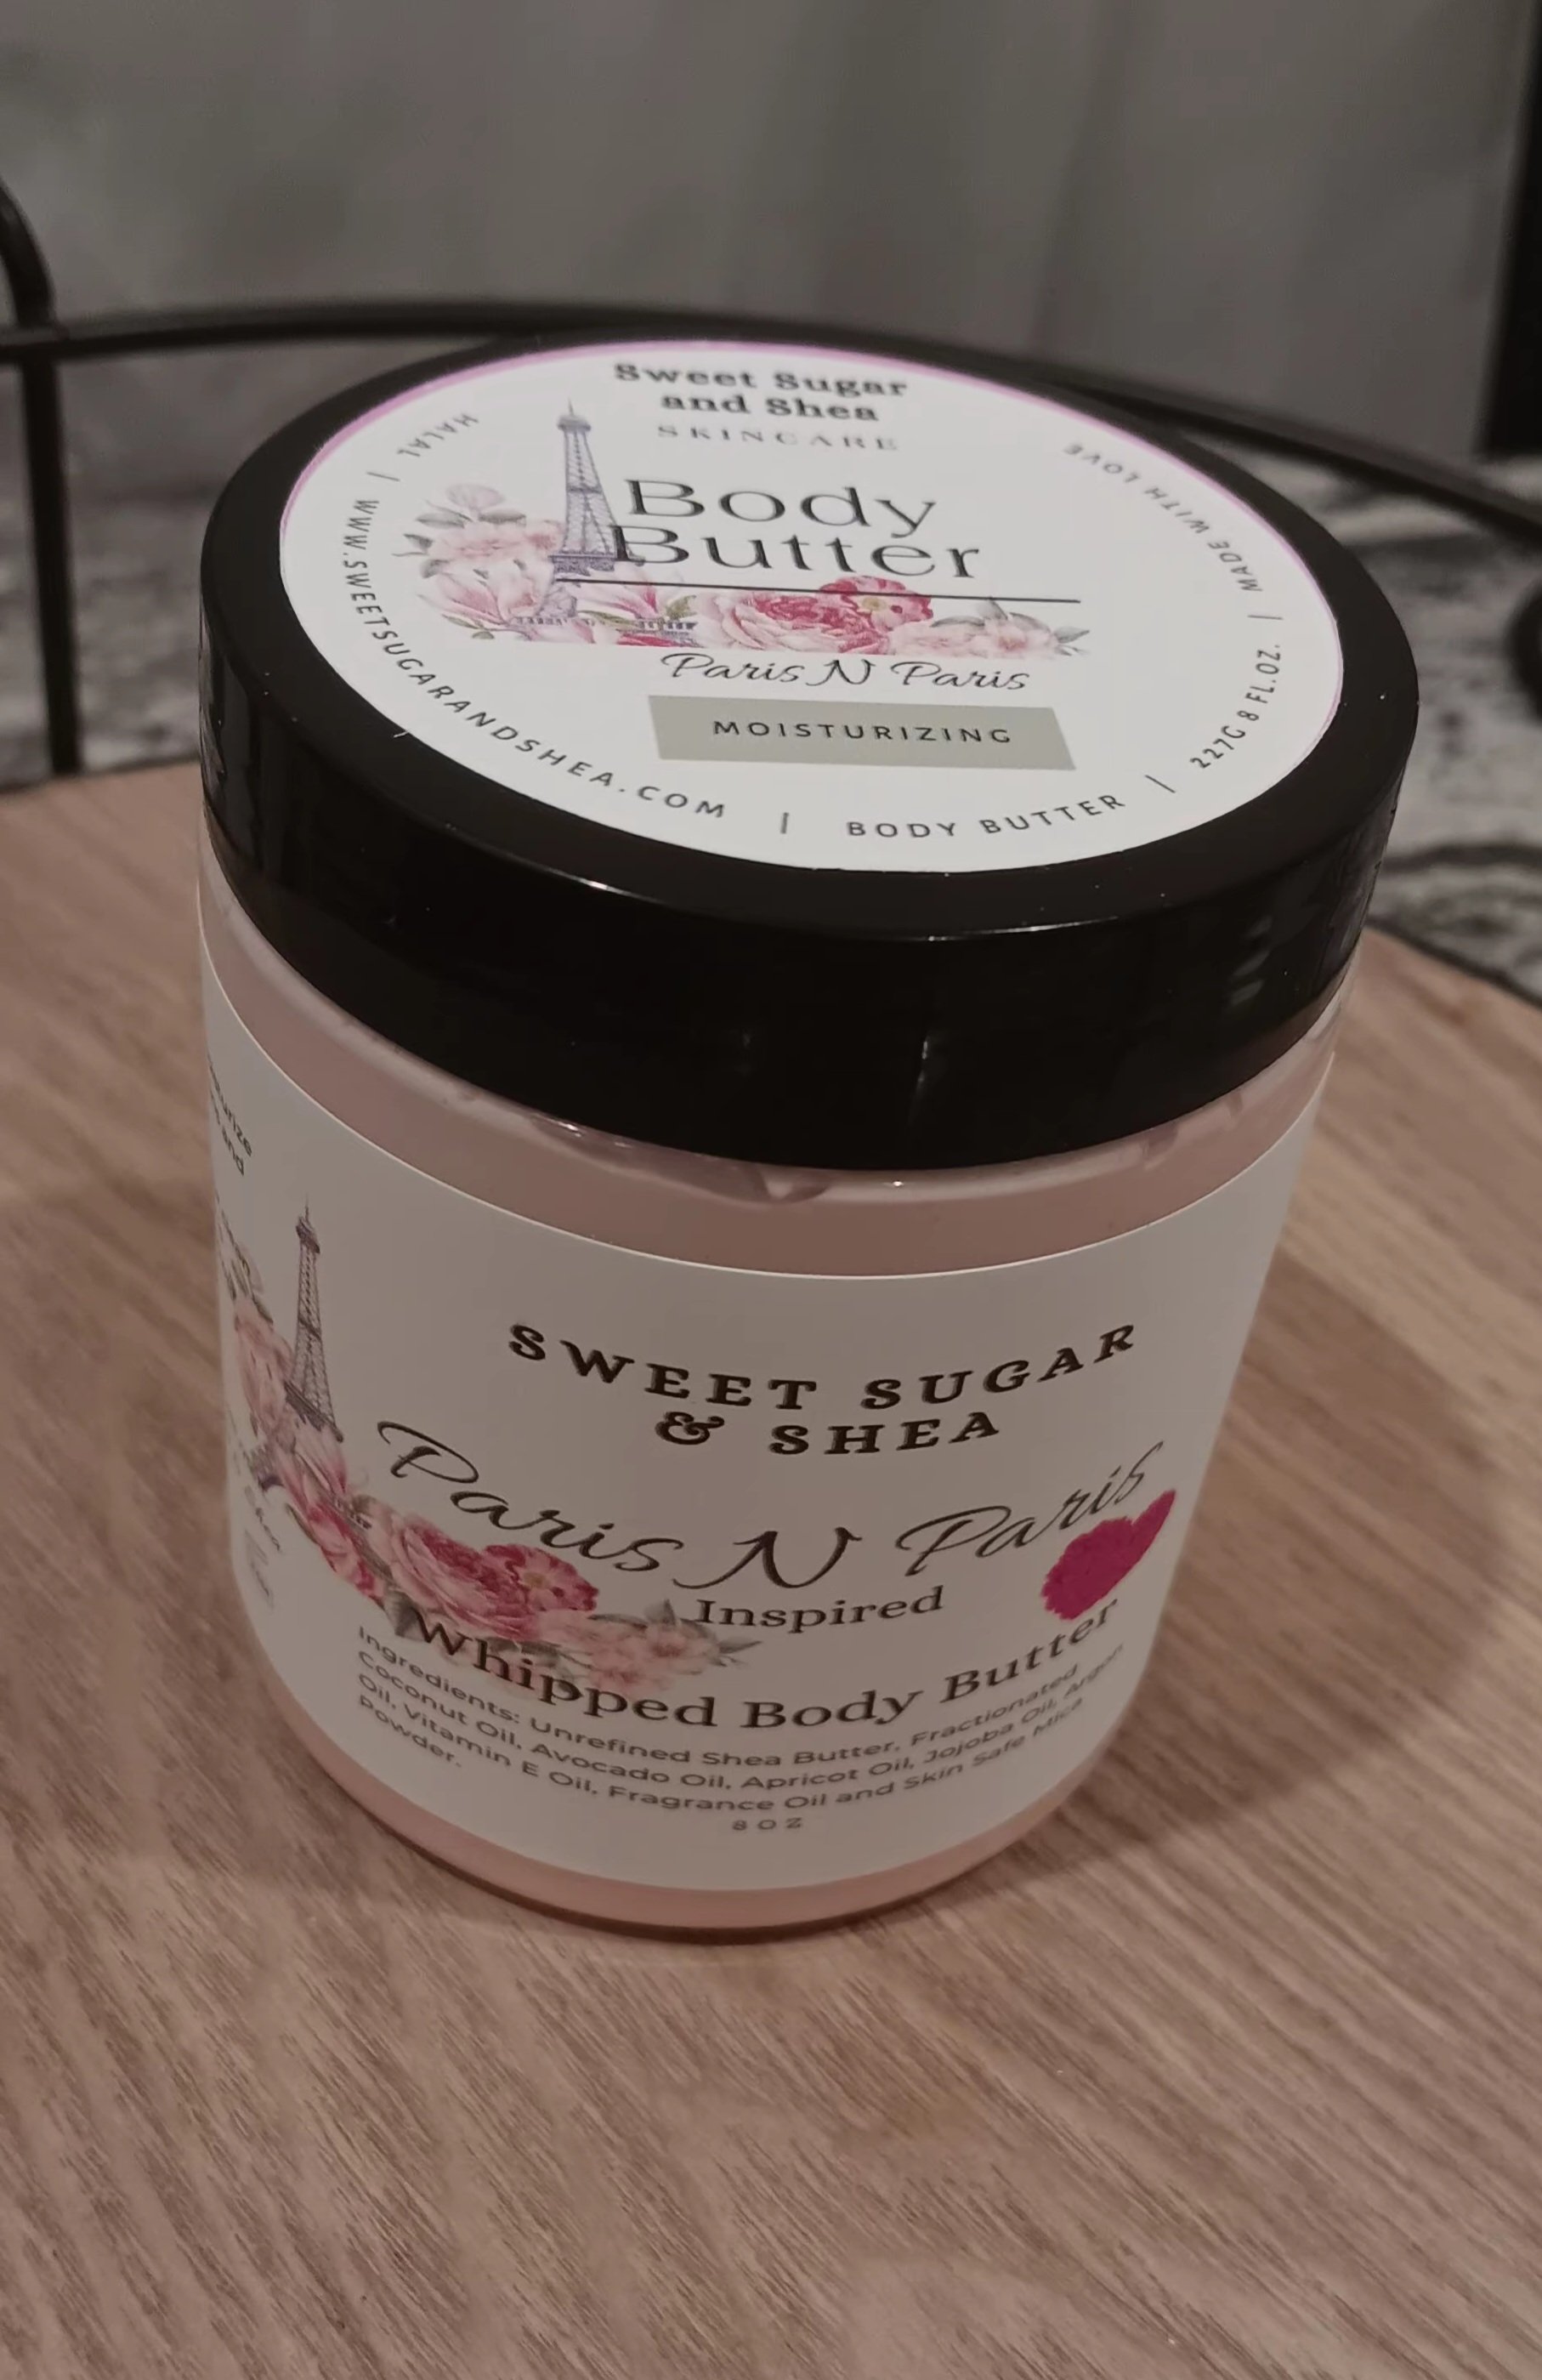 Sweet Sugar
and Shea
SKINCARE
Body
Butter
Paris N Paris
MOISTURIZING
HALAL | WWW.SWEETSUGARANDSHEA.COM | BODY BUTTER | 227G 8 FL.OZ. | MADE WITH LOVE
SWEET SUGAR
& SHEA
Paris N Paris
Inspired
Whipped Body Butter
Ingredients: Unrefined Shea Butter, Fractionated
Coconut Oil, Avocado Oil, Apricot Oil, Jojoba Oil, Argan
Oil, Vitamin E Oil, Fragrance Oil and Skin Safe Mica
Powder.
8 OZ
and